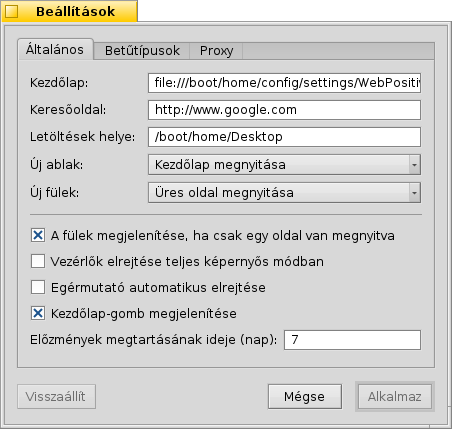 Beállítások
Általános Betűtípusok Proxy
Kezdőlap: file:///boot/home/config/settings/WebPositi
Keresőoldal: http://www.google.com
Letöltések helye: /boot/home/Desktop
Új ablak: Kezdőlap megnyitása
Új fülek: Üres oldal megnyitása
A fülek megjelenítése, ha csak egy oldal van megnyitva
Vezérlők elrejtése teljes képernyős módban
Egérmutató automatikus elrejtése
Kezdőlap-gomb megjelenítése
Előzmények megtartásának ideje (nap): 7
Visszaállít Mégse Alkalmaz